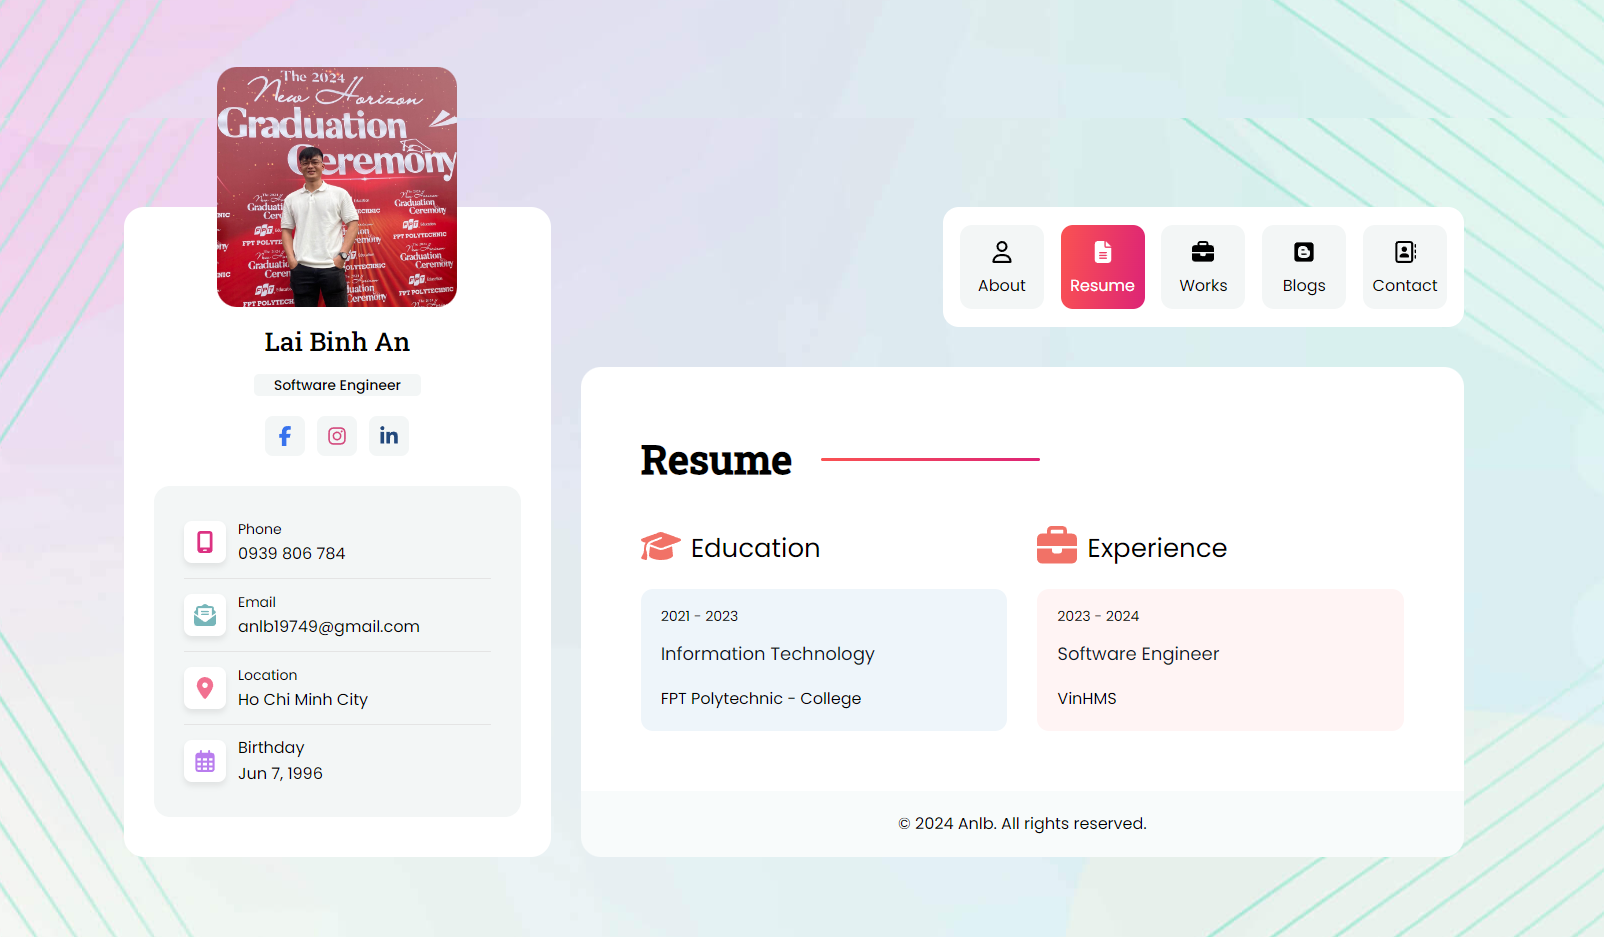 The 2024
New Horizon
Graduation
Ceremony
FPT POLYTECHNIC
Lai Binh An
Software Engineer
Phone
0939 806 784
Email
anlb19749@gmail.com
Location
Ho Chi Minh City
Birthday
Jun 7, 1996
About
Resume
Works
Blogs
Contact
Resume
Education
2021 - 2023
Information Technology
FPT Polytechnic - College
Experience
2023 - 2024
Software Engineer
VinHMS
© 2024 Anlb. All rights reserved.